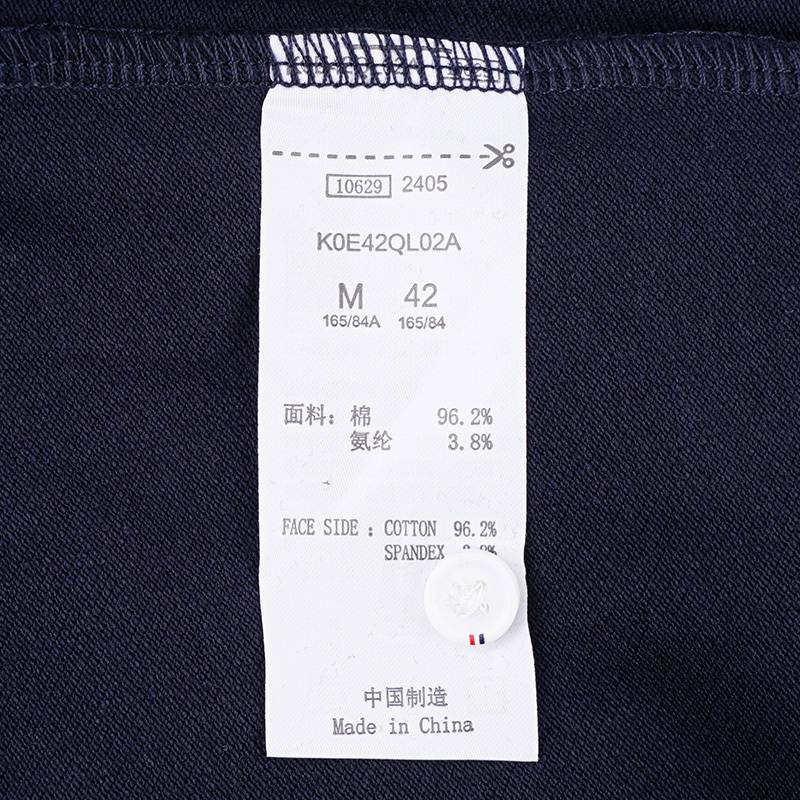 10629 2405
K0E42QL02A
M 42
165/84A 165/84
面料：棉 96.2%
氨纶 3.8%
FACE SIDE : COTTON 96.2%
SPANDEX
中国制造
Made in China